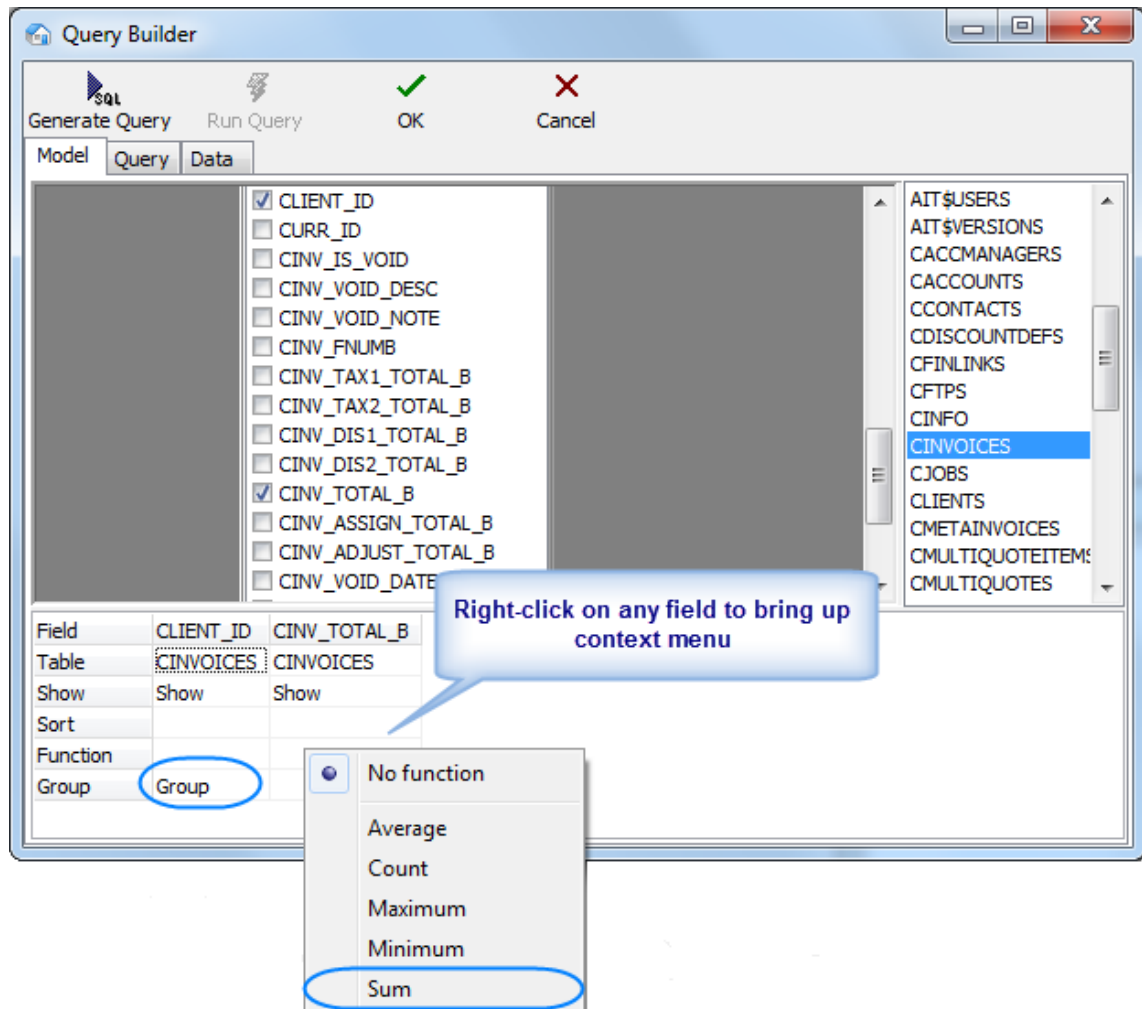 Query Builder
SQL
Generate Query Run Query OK Cancel
Model Query Data
CLIENT_ID
CURR_ID
CINV_IS_VOID
CINV_VOID_DESC
CINV_VOID_NOTE
CINV_FNUMB
CINV_TAX1_TOTAL_B
CINV_TAX2_TOTAL_B
CINV_DIS1_TOTAL_B
CINV_DIS2_TOTAL_B
CINV_TOTAL_B
CINV_ASSIGN_TOTAL_B
CINV_ADJUST_TOTAL_B
CINV_VOID_DATE
AIT$USERS
AIT$VERSIONS
CACCMANAGERS
CACCOUNTS
CCONTACTS
CDISCOUNTDEFS
CFINLINKS
CFTPS
CINFO
CINVOICES
CJOBS
CLIENTS
CMETAINVOICES
CMULTIQUOTEITEMS
CMULTIQUOTES
Right-click on any field to bring up
context menu
Field CLIENT_ID CINV_TOTAL_B
Table CINVOICES CINVOICES
Show Show Show
Sort
Function
Group Group
No function
Average
Count
Maximum
Minimum
Sum